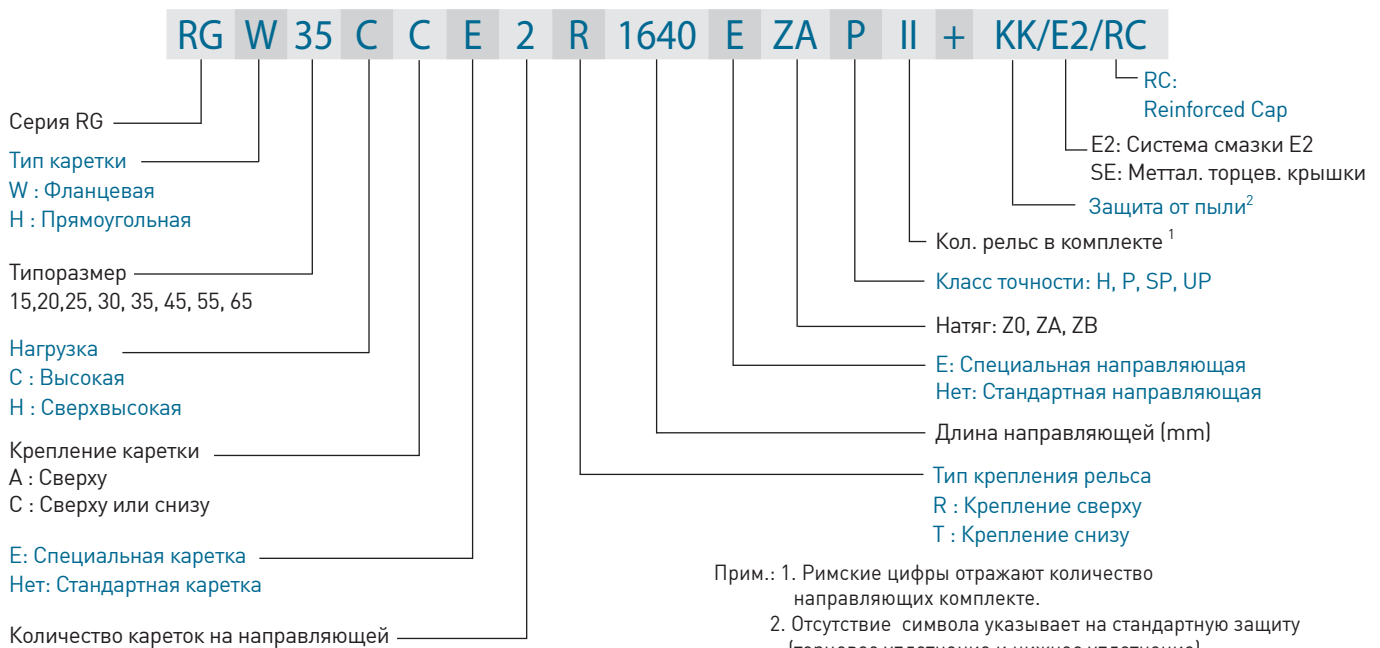 RG W 35 C C E 2 R 1640 E ZA P II + KK/E2/RC
Серия RG
Тип каретки
W : Фланцевая
H : Прямоугольная
Типоразмер
15,20,25, 30, 35, 45, 55, 65
Нагрузка
C : Высокая
H : Сверхвысокая
Крепление каретки
A : Сверху
C : Сверху или снизу
E: Специальная каретка
Нет: Стандартная каретка
Количество кареток на направляющей
RC:
Reinforced Cap
E2: Система смазки E2
SE: Меттал. торцев. крышки
Защита от пыли2
Кол. рельс в комплекте 1
Класс точности: H, P, SP, UP
Натяг: Z0, ZA, ZB
E: Специальная направляющая
Нет: Стандартная направляющая
Длина направляющей (mm)
Тип крепления рельса
R : Крепление сверху
T : Крепление снизу
Прим.: 1. Римские цифры отражают количество
направляющих комплекте.
2. Отсутствие символа указывает на стандартную защиту